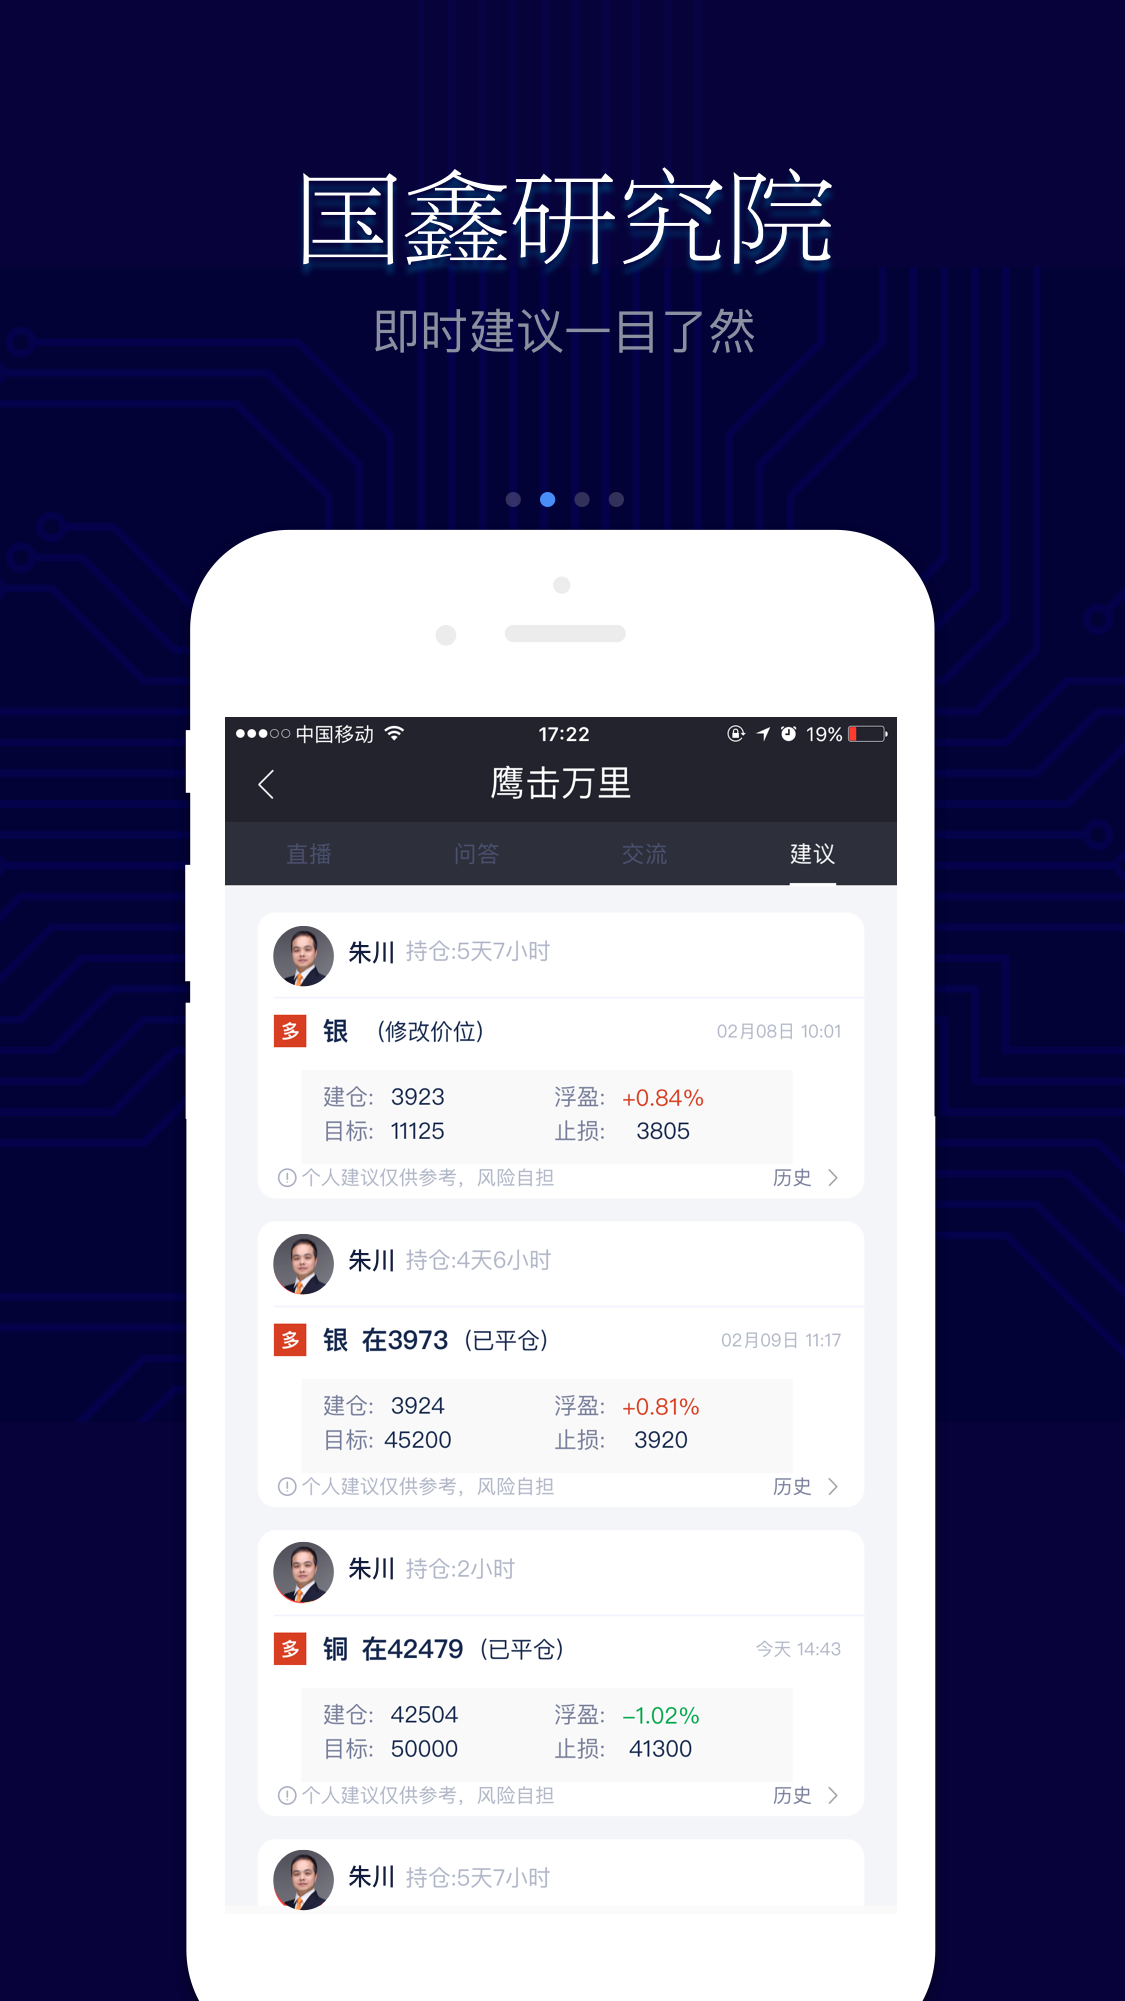 国鑫研究院
即时建议一目了然
中国移动 17:22 19%
鹰击万里
直播 问答 交流 建议
朱川 持仓:5天7小时
多 银 (修改价位) 02月08日 10:01
建仓: 3923 浮盈: +0.84%
目标: 11125 止损: 3805
个人建议仅供参考，风险自担 历史
朱川 持仓:4天6小时
多 银 在3973 (已平仓) 02月09日 11:17
建仓: 3924 浮盈: +0.81%
目标: 45200 止损: 3920
个人建议仅供参考，风险自担 历史
朱川 持仓:2小时
多 铜 在42479 (已平仓) 今天 14:43
建仓: 42504 浮盈: -1.02%
目标: 50000 止损: 41300
个人建议仅供参考，风险自担 历史
朱川 持仓:5天7小时